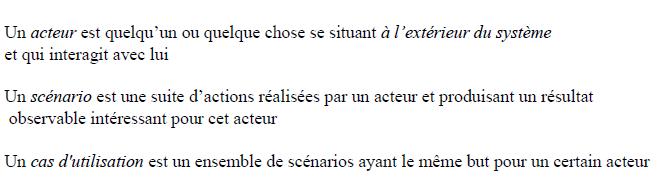 Un acteur est quelqu’un ou quelque chose se situant à l’extérieur du système
et qui interagit avec lui
Un scénario est une suite d’actions réalisées par un acteur et produisant un résultat
observable intéressant pour cet acteur
Un cas d'utilisation est un ensemble de scénarios ayant le même but pour un certain acteur